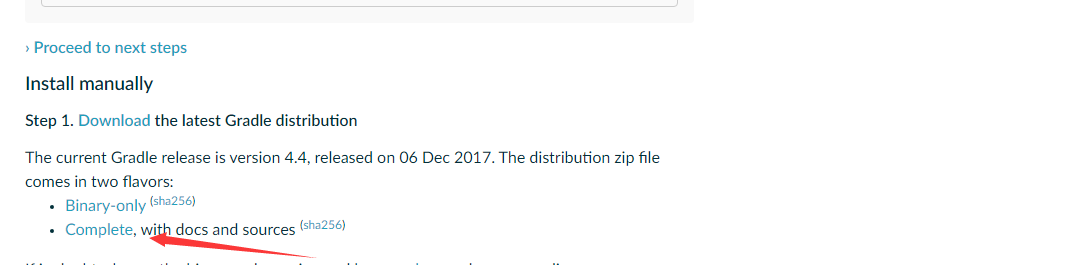 › Proceed to next steps
Install manually
Step 1. Download the latest Gradle distribution
The current Gradle release is version 4.4, released on 06 Dec 2017. The distribution zip file
comes in two flavors:
• Binary-only (sha256)
• Complete, with docs and sources (sha256)